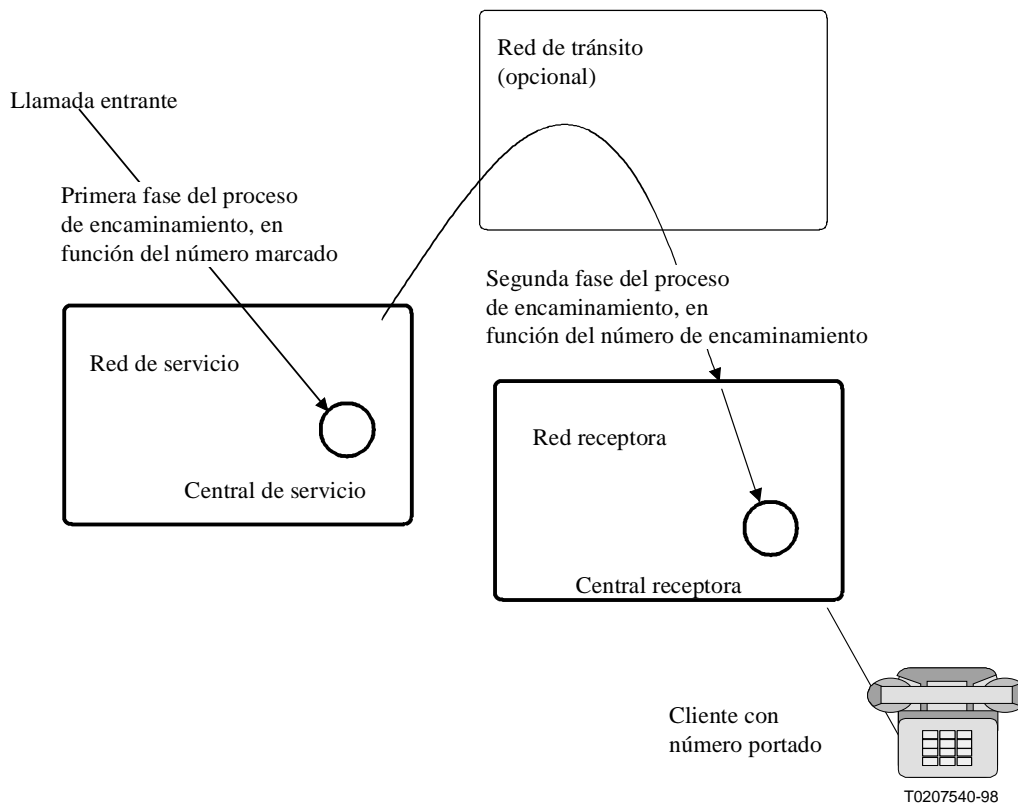 Red de tránsito
(opcional)
Llamada entrante
Primera fase del proceso
de encaminamiento, en
función del número marcado
Segunda fase del proceso
de encaminamiento, en
función del número de encaminamiento
Red de servicio
Central de servicio
Red receptora
Central receptora
Cliente con
número portado
T0207540-98